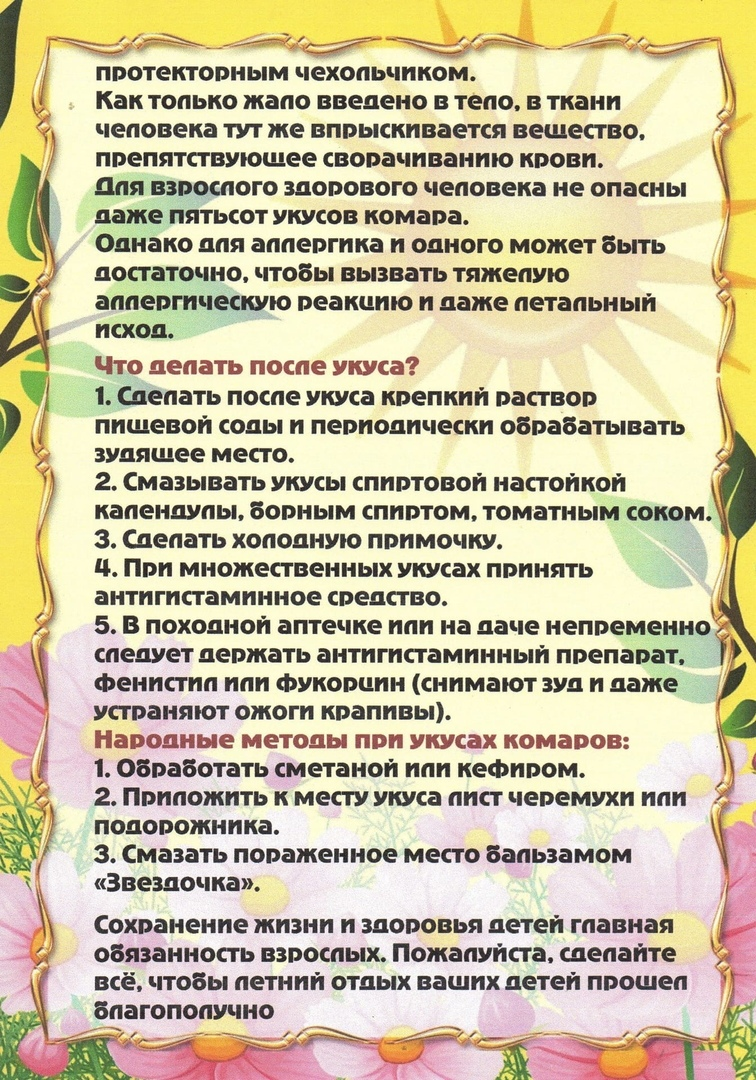 протекторным чехольчиком.
Как только жало введено в тело, в ткани
человека тут же впрыскивается вещество,
препятствующее сворачиванию крови.
Для взрослого здорового человека не опасны
даже пятьсот укусов комара.
Однако для аллергика и одного может быть
достаточно, чтобы вызвать тяжелую
аллергическую реакцию и даже летальный
исход.
Что делать после укуса?
1. Сделать после укуса крепкий раствор
пищевой соды и периодически обрабатывать
зудящее место.
2. Смазывать укусы спиртовой настойкой
календулы, борным спиртом, томатным соком.
3. Сделать холодную примочку.
4. При множественных укусах принять
антигистаминное средство.
5. В походной аптечке или на даче непременно
следует держать антигистаминный препарат,
фенистил или фукорцин (снимают зуд и даже
устраняют ожоги крапивы).
Народные методы при укусах комаров:
1. Обработать сметаной или кефиром.
2. Приложить к месту укуса лист черемухи или
подорожника.
3. Смазать пораженное место бальзамом
«Звездочка».
Сохранение жизни и здоровья детей главная
обязанность взрослых. Пожалуйста, сделайте
всё, чтобы летний отдых ваших детей прошел
благополучно